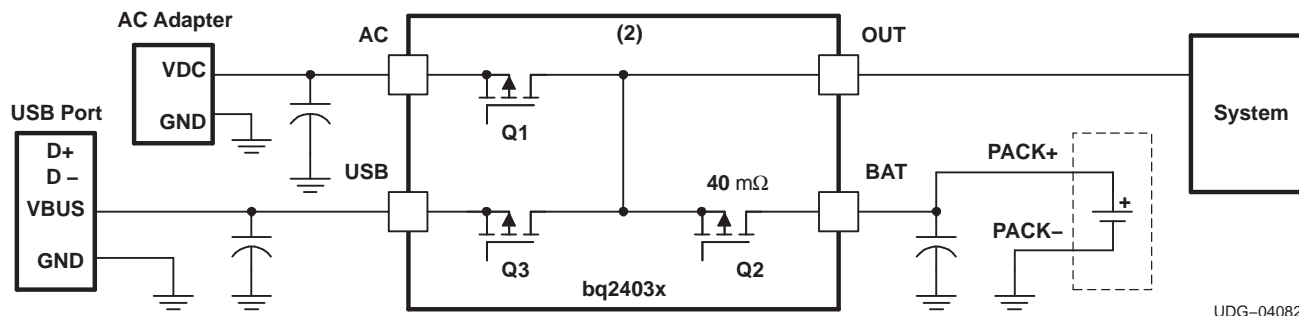 AC Adapter
VDC
GND
USB Port
D+
D –
VBUS
GND
AC
(2)
OUT
Q1
USB
40 mΩ
BAT
Q3
Q2
bq2403x
PACK+
+
PACK–
System
UDG–04082